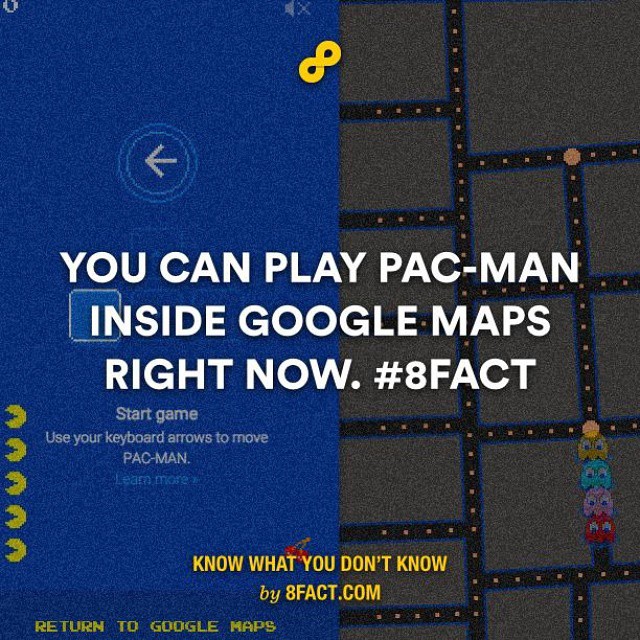 0
YOU CAN PLAY PAC-MAN
INSIDE GOOGLE MAPS
RIGHT NOW. #8FACT
Start game
Use your keyboard arrows to move
PAC-MAN.
Learn more »
KNOW WHAT YOU DON'T KNOW
by 8FACT.COM
RETURN TO GOOGLE MAPS